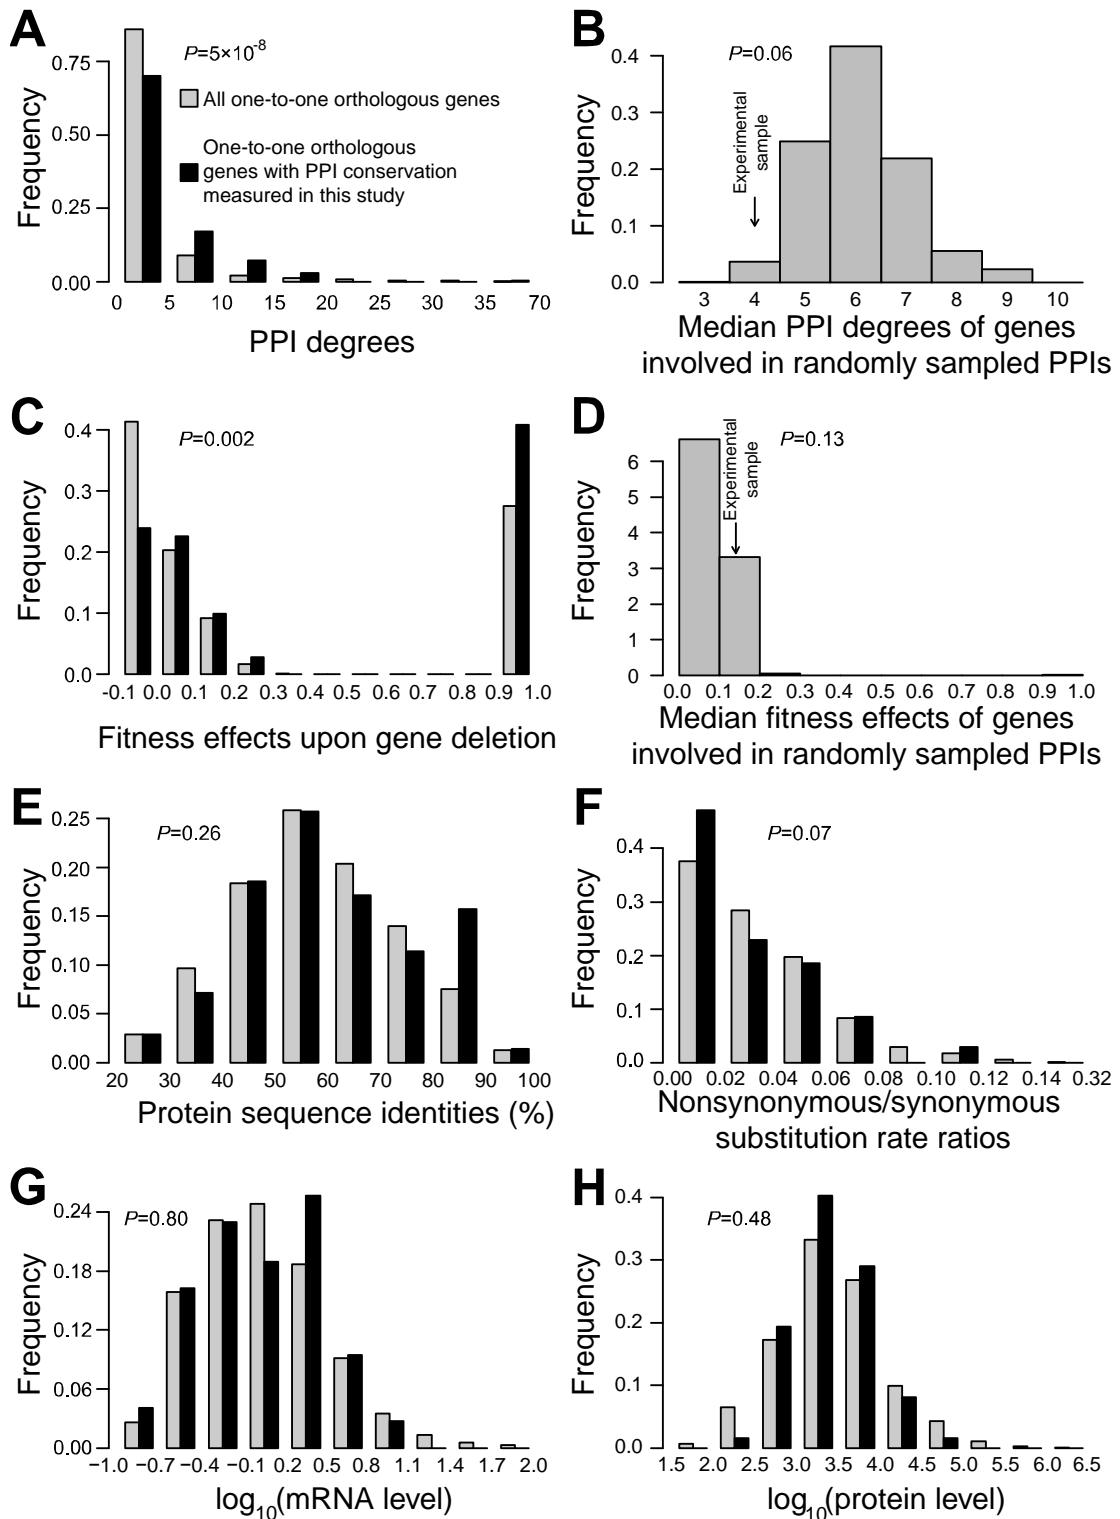 A
P=5×10-8
All one-to-one orthologous genes
One-to-one orthologous
genes with PPI conservation
measured in this study
Frequency
0.75
0.50
0.25
0.00
0 5 10 15 20 25 30 35 70
PPI degrees
B
P=0.06
Experimental
sample
Frequency
0.4
0.3
0.2
0.1
0.0
3 4 5 6 7 8 9 10
Median PPI degrees of genes
involved in randomly sampled PPIs
C
P=0.002
Frequency
0.4
0.3
0.2
0.1
0.0
-0.1 0.0 0.1 0.2 0.3 0.4 0.5 0.6 0.7 0.8 0.9 1.0
Fitness effects upon gene deletion
D
P=0.13
Experimental
sample
Frequency
6
5
4
3
2
1
0
0.0 0.1 0.2 0.3 0.4 0.5 0.6 0.7 0.8 0.9 1.0
Median fitness effects of genes
involved in randomly sampled PPIs
E
P=0.26
Frequency
0.25
0.20
0.15
0.10
0.05
0.00
20 30 40 50 60 70 80 90 100
Protein sequence identities (%)
F
P=0.07
Frequency
0.4
0.3
0.2
0.1
0.0
0.00 0.02 0.04 0.06 0.08 0.10 0.12 0.14 0.32
Nonsynonymous/synonymous
substitution rate ratios
G
P=0.80
Frequency
0.24
0.18
0.12
0.06
0.00
−1.0 −0.7 −0.4 −0.1 0.2 0.5 0.8 1.1 1.4 1.7 2.0
log10(mRNA level)
H
P=0.48
Frequency
0.4
0.3
0.2
0.1
0.0
1.5 2.0 2.5 3.0 3.5 4.0 4.5 5.0 5.5 6.0 6.5
log10(protein level)